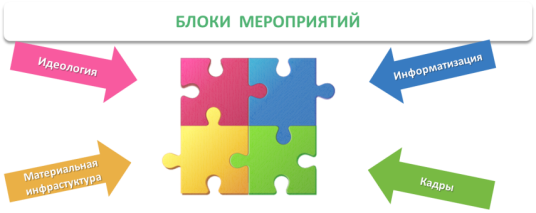 БЛОКИ МЕРОПРИЯТИЙ
Идеология
Информатизация
Материальная
инфрастуктура
Кадры